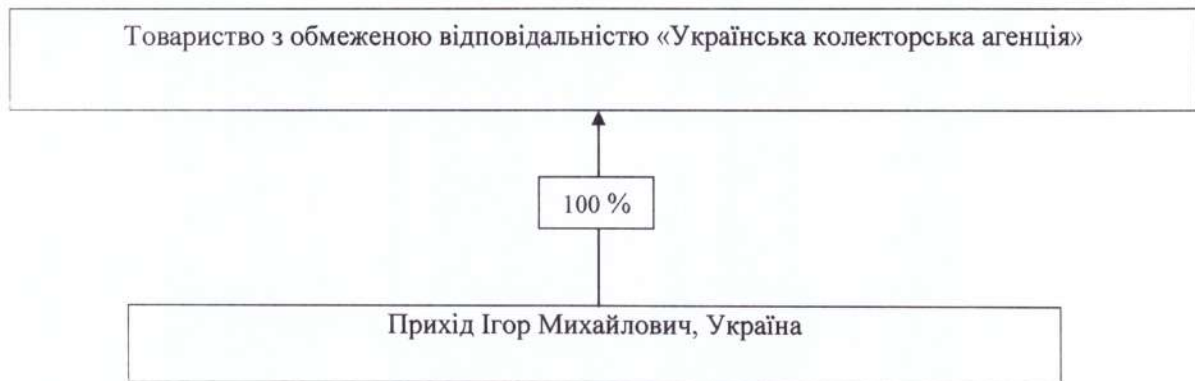 Товариство з обмеженою відповідальністю «Українська колекторська агенція»
100 %
Прихід Ігор Михайлович, Україна